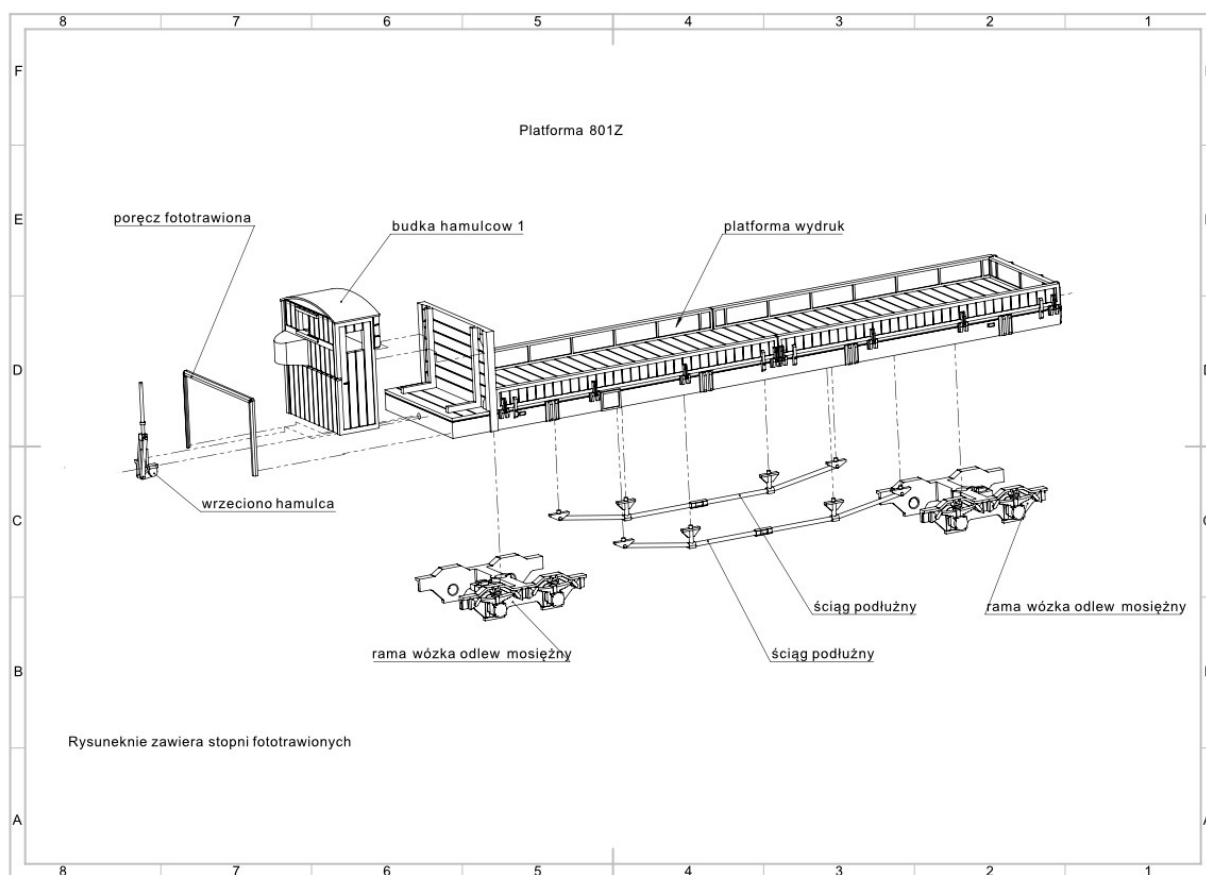 8 7 6 5 4 3 2 1
F
Platforma 801Z
E
poręcz fototrawiona
budka hamulcow 1
platforma wydruk
D
wrzeciono hamulca
C
ściąg podłużny
rama wózka odlew mosiężny
rama wózka odlew mosiężny
ściąg podłużny
B
Rysuneknie zawiera stopni fototrawionych
A
8 7 6 5 4 3 2 1